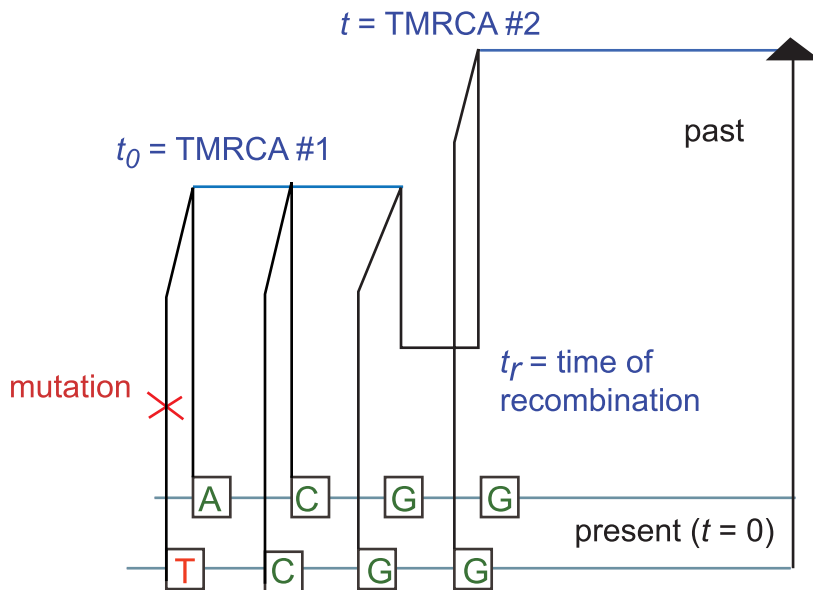 t = TMRCA #2
past
t0 = TMRCA #1
tr = time of
recombination
mutation
A C G G
present (t = 0)
T C G G